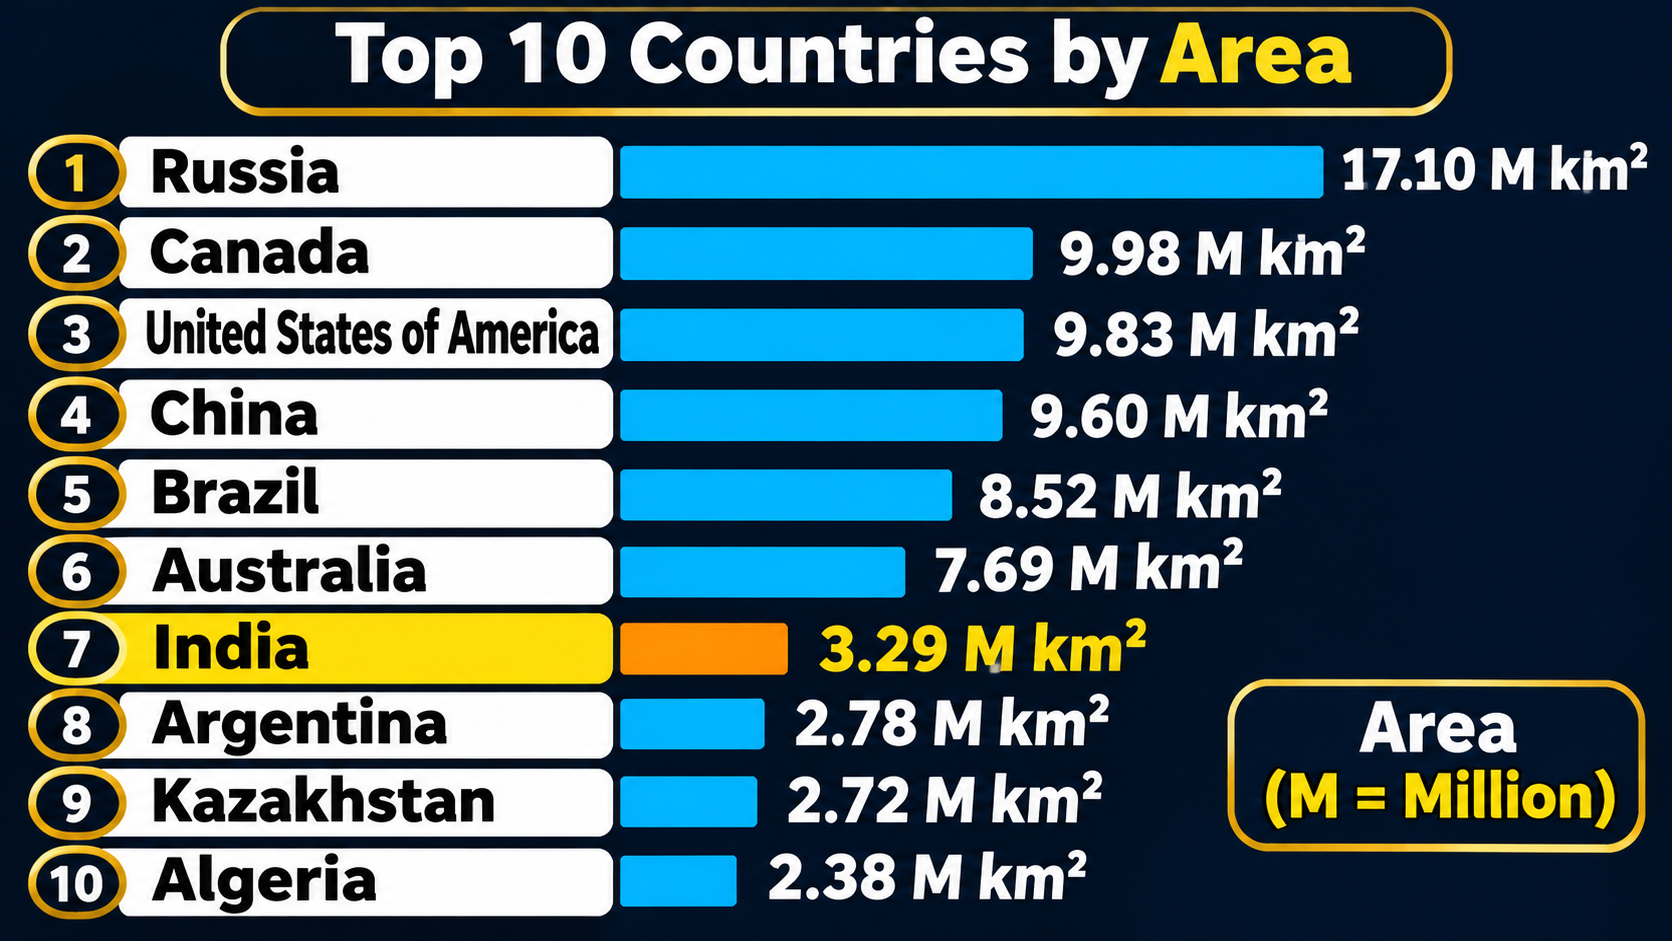 Top 10 Countries by Area
1 Russia 17.10 M km²
2 Canada 9.98 M km²
3 United States of America 9.83 M km²
4 China 9.60 M km²
5 Brazil 8.52 M km²
6 Australia 7.69 M km²
7 India 3.29 M km²
8 Argentina 2.78 M km²
9 Kazakhstan 2.72 M km²
10 Algeria 2.38 M km²
Area
(M = Million)